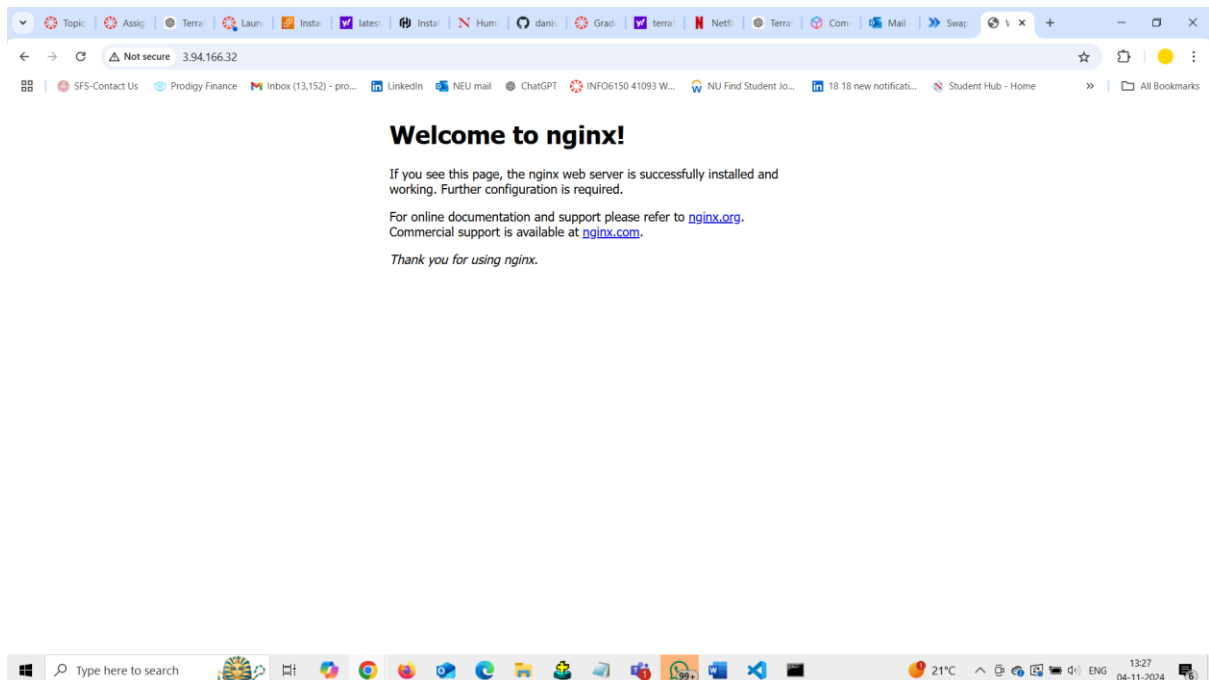 Topic Assig Terra Laun Insta latest Insta Hum danis Grad terra Netfl Terra Com Mail Swap
Not secure 3.94.166.32
SFS-Contact Us Prodigy Finance Inbox (13,152) - pro... LinkedIn NEU mail ChatGPT INFO6150 41093 W... NU Find Student Jo... 18 18 new notificati... Student Hub - Home » All Bookmarks
Welcome to nginx!
If you see this page, the nginx web server is successfully installed and
working. Further configuration is required.
For online documentation and support please refer to nginx.org.
Commercial support is available at nginx.com.
Thank you for using nginx.
Type here to search 99+ 21°C ENG 13:27
04-11-2024